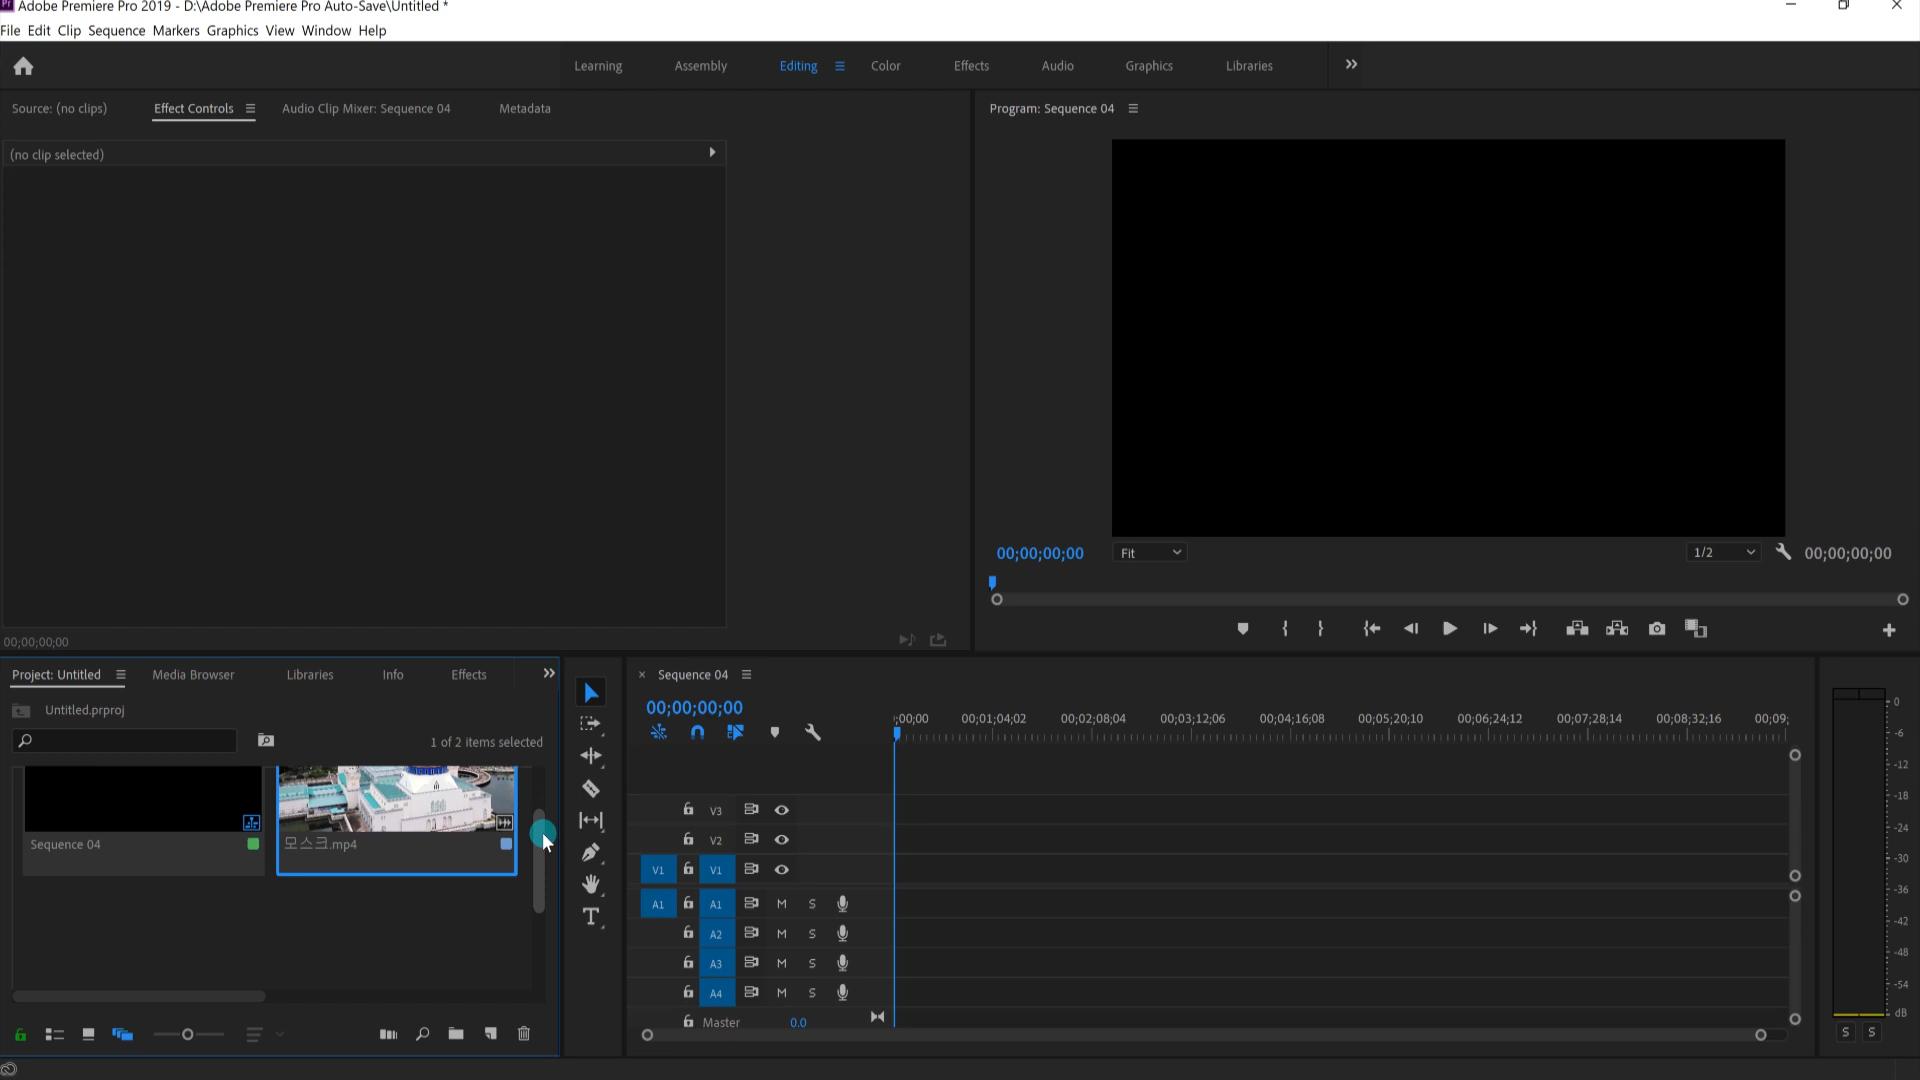 Adobe Premiere Pro 2019 - D:\Adobe Premiere Pro Auto-Save\Untitled *
File Edit Clip Sequence Markers Graphics View Window Help
Learning Assembly Editing Color Effects Audio Graphics Libraries
Source: (no clips) Effect Controls Audio Clip Mixer: Sequence 04 Metadata
Program: Sequence 04
(no clip selected)
00;00;00;00 Fit 1/2 00;00;00;00
00;00;00;00
Project: Untitled Media Browser Libraries Info Effects
Untitled.prproj
1 of 2 items selected
Sequence 04
모스크.mp4
Sequence 04
00;00;00;00
;00;00 00;01;04;02 00;02;08;04 00;03;12;06 00;04;16;08 00;05;20;10 00;06;24;12 00;07;28;14 00;08;32;16 00;09;
V3
V2
V1 V1
A1 A1 M S
A2 M S
A3 M S
A4 M S
Master 0.0
0
-6
-12
-18
-24
-30
-36
-42
-48
-54
dB
S S